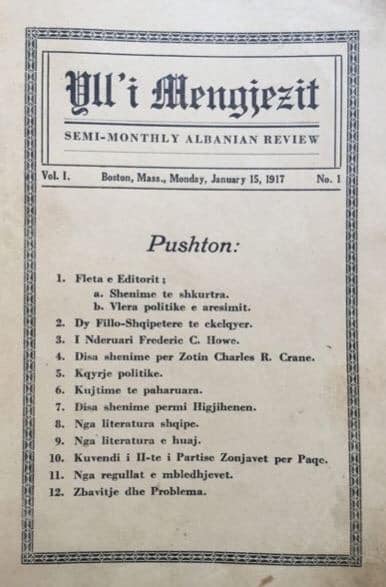 Yll'i Mengjezit
SEMI-MONTHLY ALBANIAN REVIEW
Vol. I. Boston, Mass., Monday, January 15, 1917 No. 1
Pushton:
1. Fleta e Editorit ;
a. Shenime te shkurtra.
b. Vlera politike e aresimit.
2. Dy Fillo-Shqipetere te ckelqyer.
3. I Nderuari Frederic C. Howe.
4. Disa shenime per Zotin Charles R. Crane.
5. Kqyrje politike.
6. Kujtime te paharuara.
7. Disa shenime permi Higjihenen.
8. Nga literatura shqipe.
9. Nga literatura e huaj.
10. Kuvendi i II-te i Partise Zonjavet per Paqe.
11. Nga regullat e mbledhjevet.
12. Zbavitje dhe Problema.